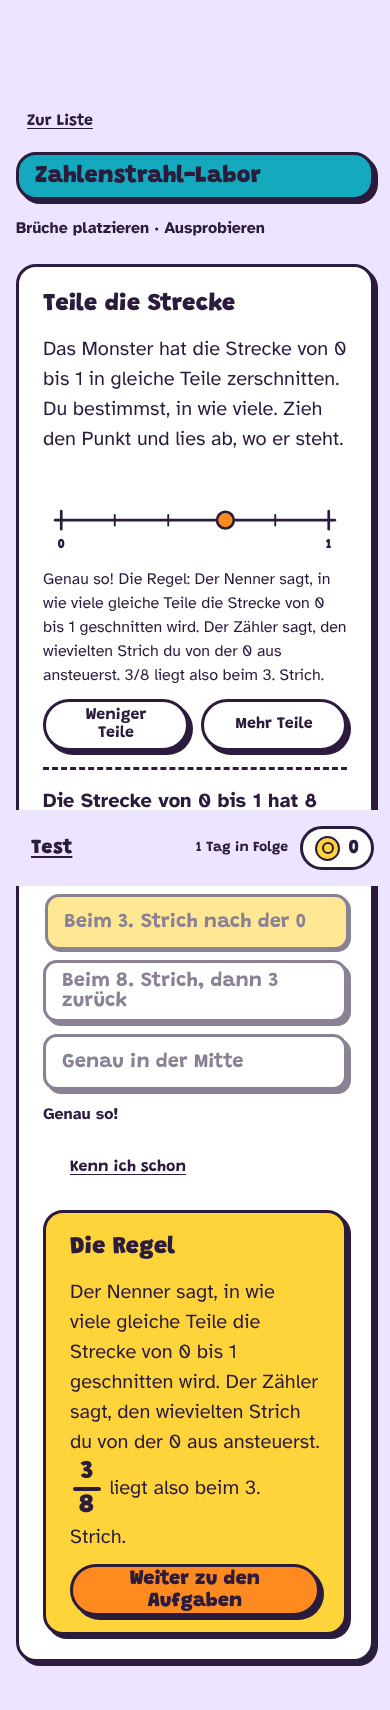 Zur Liste
Zahlenstrahl-Labor
Brüche platzieren · Ausprobieren
Teile die Strecke
Das Monster hat die Strecke von 0
bis 1 in gleiche Teile zerschnitten.
Du bestimmst, in wie viele. Zieh
den Punkt und lies ab, wo er steht.
0 1
Genau so! Die Regel: Der Nenner sagt, in
wie viele gleiche Teile die Strecke von 0
bis 1 geschnitten wird. Der Zähler sagt, den
wievielten Strich du von der 0 aus
ansteuerst. 3/8 liegt also beim 3. Strich.
Weniger
Teile
Mehr Teile
Die Strecke von 0 bis 1 hat 8
Test
1 Tag in Folge
0
Beim 3. Strich nach der 0
Beim 8. Strich, dann 3
zurück
Genau in der Mitte
Genau so!
Kenn ich schon
Die Regel
Der Nenner sagt, in wie
viele gleiche Teile die
Strecke von 0 bis 1
geschnitten wird. Der Zähler
sagt, den wievielten Strich
du von der 0 aus ansteuerst.
3/8 liegt also beim 3.
Strich.
Weiter zu den
Aufgaben